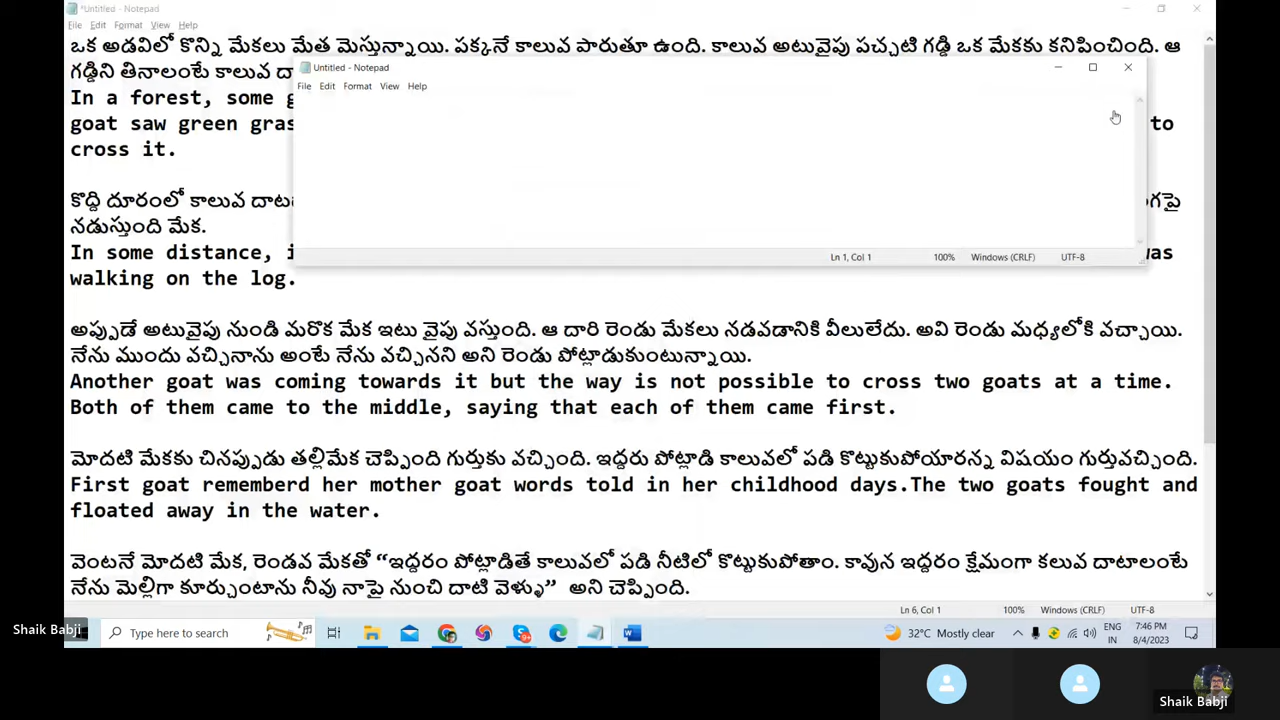 *Untitled - Notepad
File Edit Format View Help
ఒక అడవిలో కొన్ని మేకలు మేత మెస్తున్నాయి. పక్కనే కాలువ పారుతూ ఉంది. కాలువ అటువైపు పచ్చటి గడ్డి ఒక మేకకు కనిపించింది. ఆ
గడ్డిని తినాలంటే కాలువ
Untitled - Notepad
File Edit Format View Help
In a forest, some
goat saw green to
cross it.
కొద్ది దూరంలో కాలువ
నడుస్తుంది మేక.
In some distance,
Ln 1, Col 1 100% Windows (CRLF) UTF-8
walking on the log.
అప్పుడే అటువైపు నుండి మరొక మేక ఇటు వైపు వస్తుంది. ఆ దారి రెండు మేకలు నడవడానికి వీలులేదు. అవి రెండు మధ్యలోకి వచ్చాయి.
నేను ముందు వచ్చినాను అంటే నేను వచ్చినని అని రెండు పోట్లాడుకుంటున్నాయి.
Another goat was coming towards it but the way is not possible to cross two goats at a time.
Both of them came to the middle, saying that each of them came first.
మోదటి మేకకు చినప్పుడు తల్లిమేక చెప్పింది గుర్తుకు వచ్చింది. ఇద్దరు పోట్లాడి కాలువలో పడి కొట్టుకుపోయారన్న విషయం గుర్తువచ్చింది.
First goat rememberd her mother goat words told in her childhood days.The two goats fought and
floated away in the water.
వెంటనే మోదటి మేక, రెండవ మేకతో “ఇద్దరం పోట్లాడితే కాలువలో పడి నీటిలో కొట్టుకుపోతాం. కావున ఇద్దరం క్షేమంగా కలువ దాటాలంటే
నేను మెల్లిగా కూర్చుంటాను నీవు నాపై నుంచి దాటి వెళ్ళు” అని చెప్పింది.
Ln 6, Col 1 100% Windows (CRLF) UTF-8
Shaik Babji
Type here to search
32°C Mostly clear
ENG
IN
7:46 PM
8/4/2023
Shaik Babji